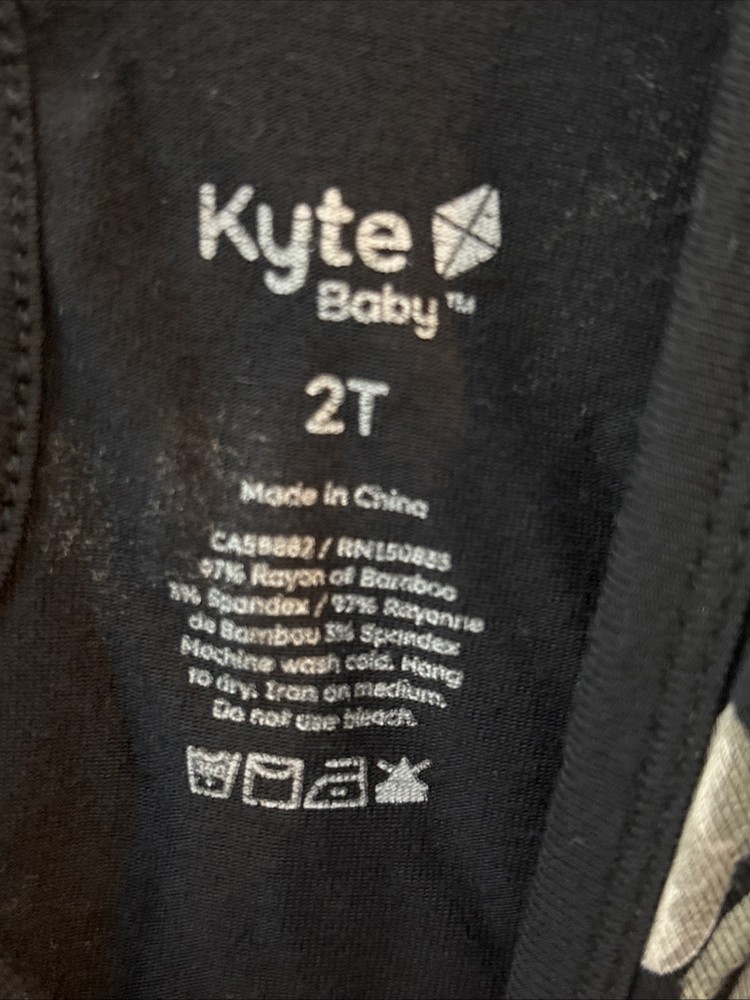 Kyte
Baby™
2T
Made in China
CA58882 / RN150833
97% Rayon of Bamboo
3% Spandex / 97% Rayonne
de Bambou 3% Spandex
Machine wash cold. Hang
to dry. Iron on medium.
Do not use bleach.